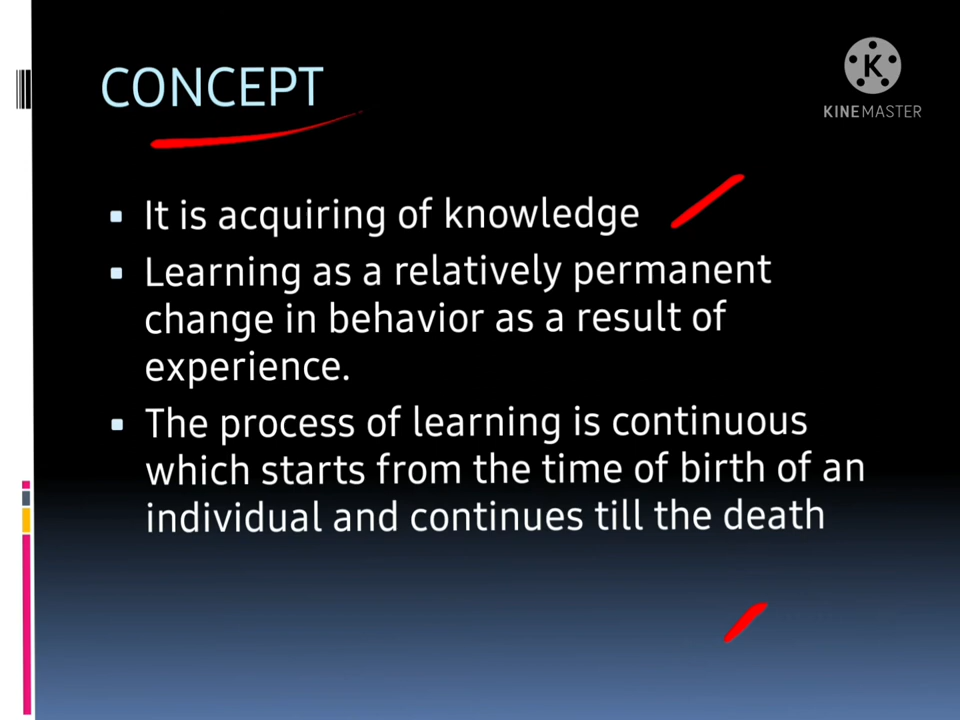 CONCEPT
K
KINEMASTER
It is acquiring of knowledge
Learning as a relatively permanent
change in behavior as a result of
experience.
The process of learning is continuous
which starts from the time of birth of an
individual and continues till the death